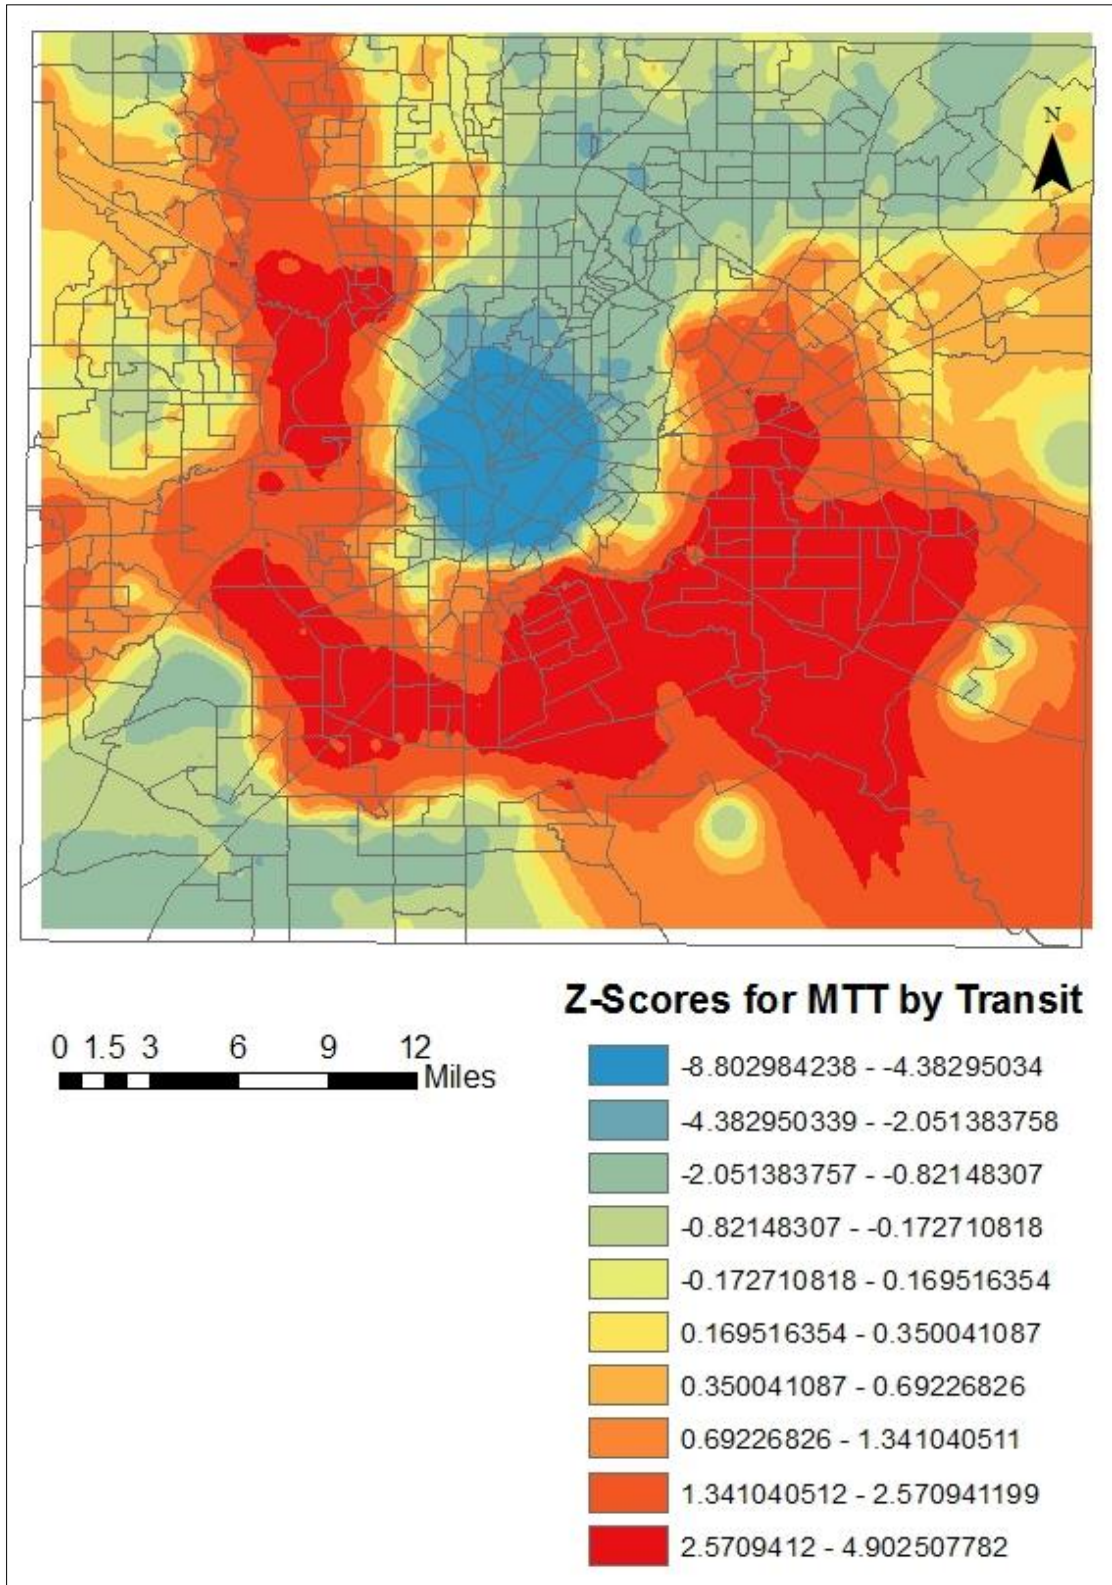 N
Z-Scores for MTT by Transit
0 1.5 3 6 9 12
Miles
-8.802984238 - -4.38295034
-4.382950339 - -2.051383758
-2.051383757 - -0.82148307
-0.82148307 - -0.172710818
-0.172710818 - 0.169516354
0.169516354 - 0.350041087
0.350041087 - 0.69226826
0.69226826 - 1.341040511
1.341040512 - 2.570941199
2.5709412 - 4.902507782